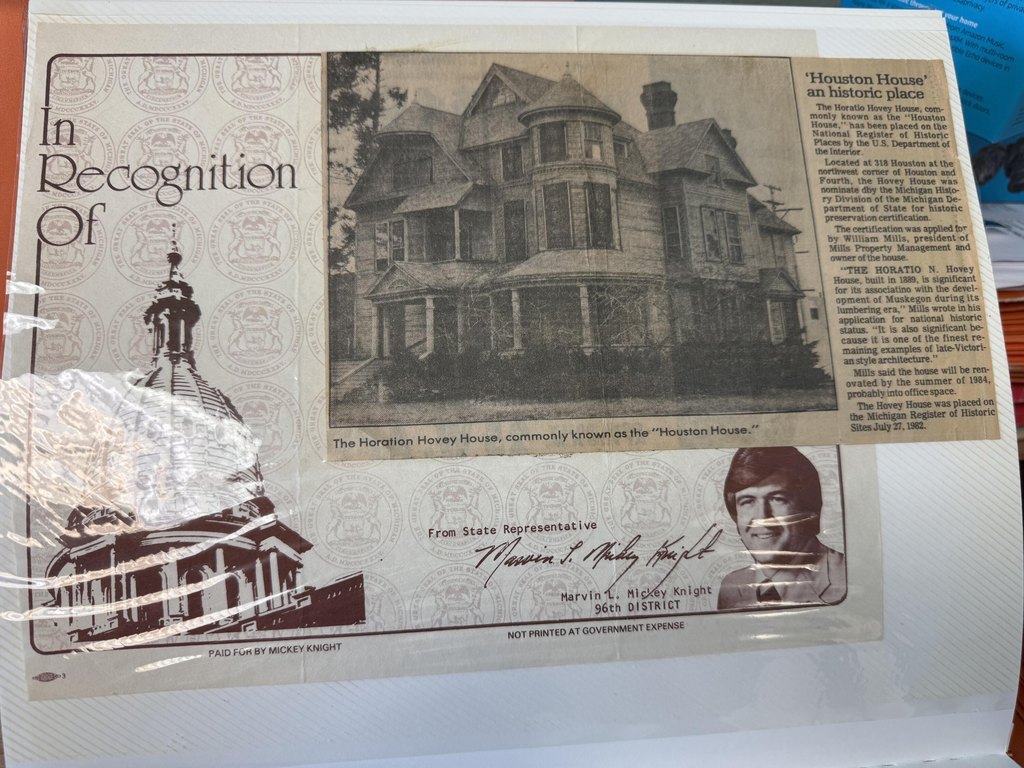 In
Recognition
Of
'Houston House'
an historic place
The Horatio Hovey House, com-
monly known as the "Houston
House," has been placed on the
National Register of Historic
Places by the U.S. Department of
the Interior.
Located at 318 Houston at the
northwest corner of Houston and
Fourth, the Hovey House was
nominate dby the Michigan Histo-
ry Division of the Michigan De-
partment of State for historic
preservation certification.
The certification was applied for
by William Mills, president of
Mills Property Management and
owner of the house.
"THE HORATIO N. Hovey
House, built in 1889, is significant
for its associatino with the devel-
opment of Muskegon during its
lumbering era," Mills wrote in his
application for national historic
status. "It is also significant be-
cause it is one of the finest re-
maining examples of late-Victori-
an style architecture."
Mills said the house will be ren-
ovated by the summer of 1984,
probably into office space.
The Hovey House was placed on
the Michigan Register of Historic
Sites July 27, 1982.
The Horation Hovey House, commonly known as the "Houston House."
From State Representative
Marvin L. Mickey Knight
Marvin L. Mickey Knight
96th DISTRICT
PAID FOR BY MICKEY KNIGHT
NOT PRINTED AT GOVERNMENT EXPENSE
3
your home
Amazon Music,